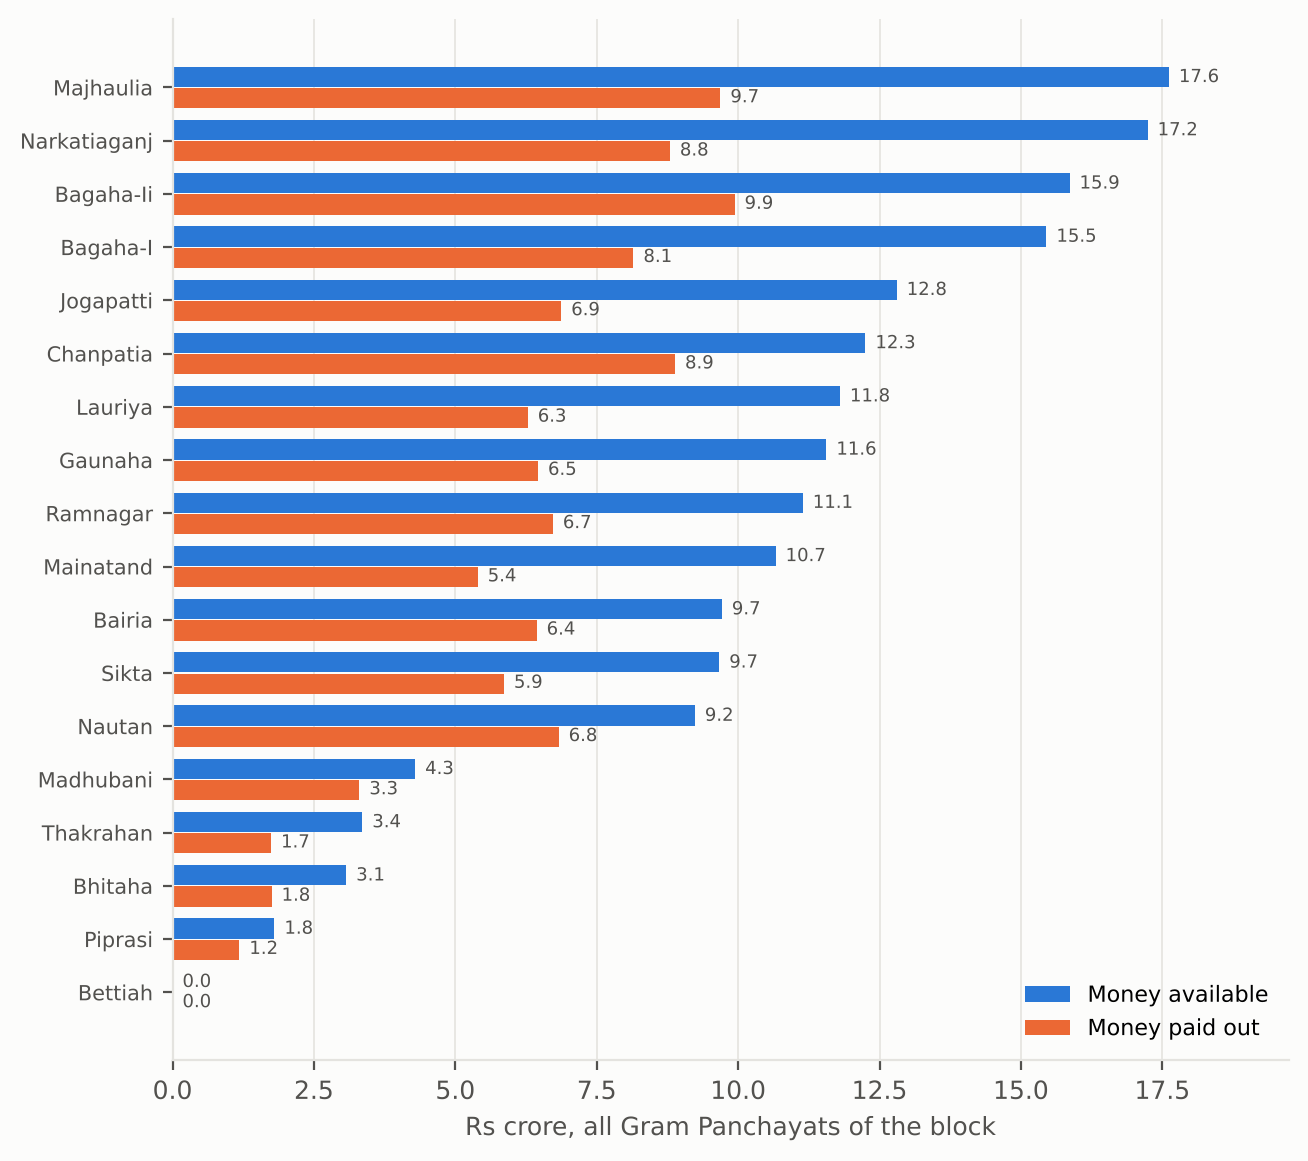 Majhaulia 17.6
9.7
Narkatiaganj 17.2
8.8
Bagaha-Ii 15.9
9.9
Bagaha-I 15.5
8.1
Jogapatti 12.8
6.9
Chanpatia 12.3
8.9
Lauriya 11.8
6.3
Gaunaha 11.6
6.5
Ramnagar 11.1
6.7
Mainatand 10.7
5.4
Bairia 9.7
6.4
Sikta 9.7
5.9
Nautan 9.2
6.8
Madhubani 4.3
3.3
Thakrahan 3.4
1.7
Bhitaha 3.1
1.8
Piprasi 1.8
1.2
Bettiah 0.0
0.0
Money available
Money paid out
0.0 2.5 5.0 7.5 10.0 12.5 15.0 17.5
Rs crore, all Gram Panchayats of the block